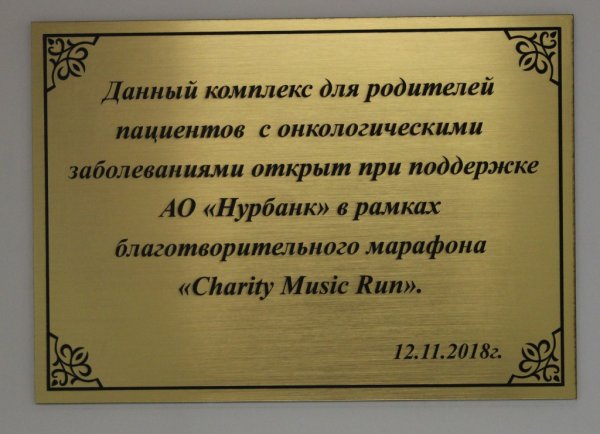 Данный комплекс для родителей
пациентов с онкологическими
заболеваниями открыт при поддержке
АО «Нурбанк» в рамках
благотворительного марафона
«Charity Music Run».
12.11.2018г.